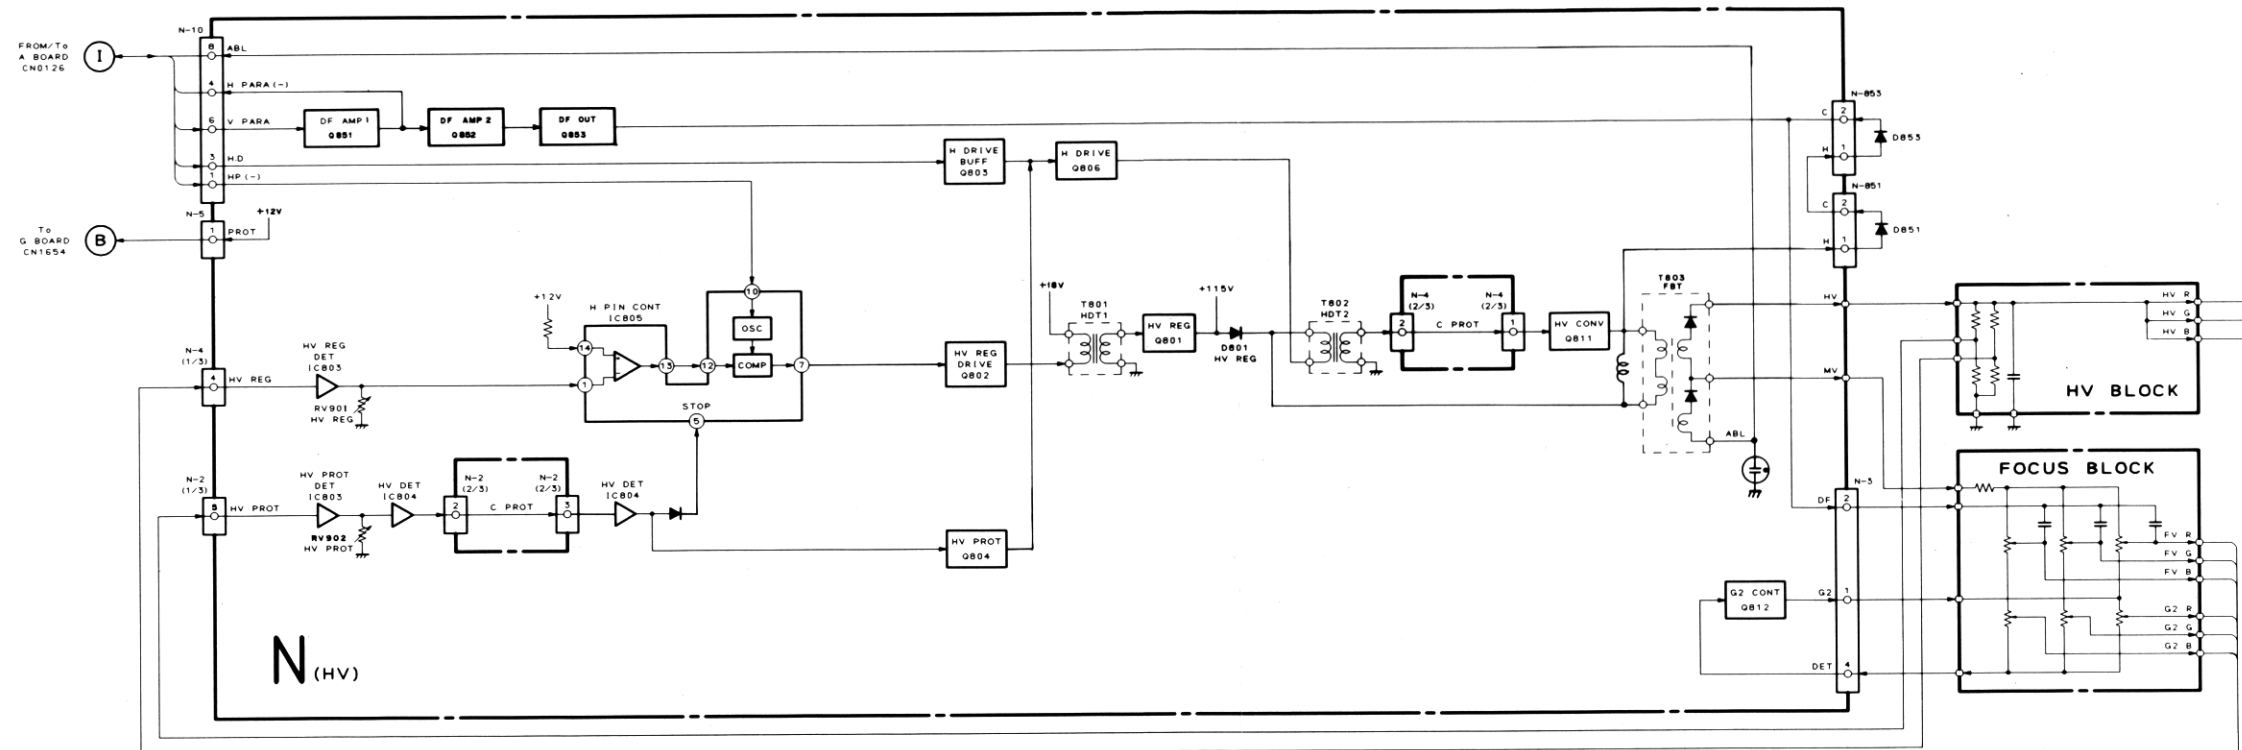 FROM/To
A BOARD
CN0126
I
N-10
8 ABL
4 H PARA(-)
6 V PARA
3 H.D
1 HP(-)
DF AMP 1
Q851
DF AMP 2
Q852
DF OUT
Q853
H DRIVE
BUFF
Q803
H DRIVE
Q806
N-853
C 2
H 1
D853
N-851
C 2
H 1
D851
To
G BOARD
CN1654
B
N-5
1 PROT
+12V
+12V
H PIN CONT
IC805
14
1
13
12
10
OSC
COMP
7
STOP
5
N-4
(1/3)
4 HV REG
HV REG
DET
IC803
RV901
HV REG
HV REG
DRIVE
Q802
+18V
T801
HDT1
HV REG
Q801
+115V
D801
HV REG
T802
HDT2
N-4
(2/3)
2
C PROT
N-4
(2/3)
1
HV CONV
Q811
T803
FBT
HV
MV
ABL
HV R
HV G
HV B
HV BLOCK
N-2
(1/3)
5 HV PROT
HV PROT
DET
IC803
RV902
HV PROT
HV DET
IC804
N-2
(2/3)
2
C PROT
N-2
(2/3)
3
HV DET
IC804
HV PROT
Q804
N-3
DF 2
G2 CONT
Q812
G2 1
DET 4
FOCUS BLOCK
FV R
FV G
FV B
G2 R
G2 G
G2 B
N (HV)